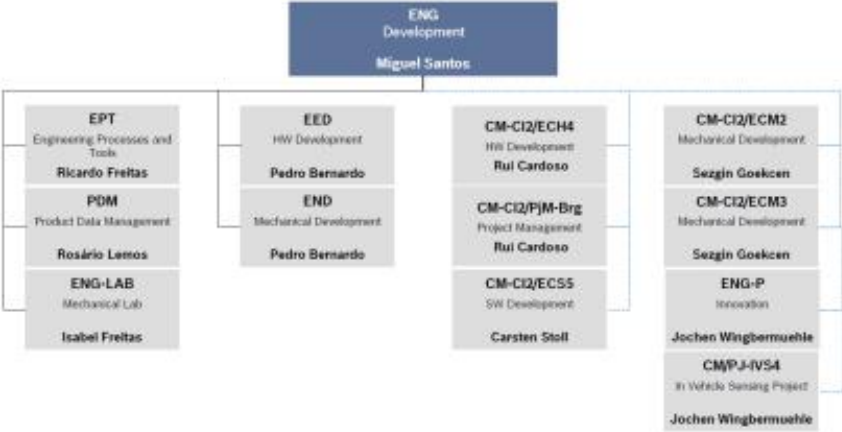 ENG
Development
Miguel Santos
EPT
Engineering Processes and
Tools
Ricardo Freitas
PDM
Product Data Management
Rosário Lemos
ENG-LAB
Mechanical Lab
Isabel Freitas
EED
HW Development
Pedro Bernardo
END
Mechanical Development
Pedro Bernardo
CM-CI2/ECH4
HW Development
Rui Cardoso
CM-CI2/PjM-Brg
Project Management
Rui Cardoso
CM-CI2/ECS5
SW Development
Carsten Stoll
CM-CI2/ECM2
Mechanical Development
Sezgin Goekcen
CM-CI2/ECM3
Mechanical Development
Sezgin Goekcen
ENG-P
Innovation
Jochen Wingbermuehle
CM/PJ-IVS4
In Vehicle Sensing Project
Jochen Wingbermuehle